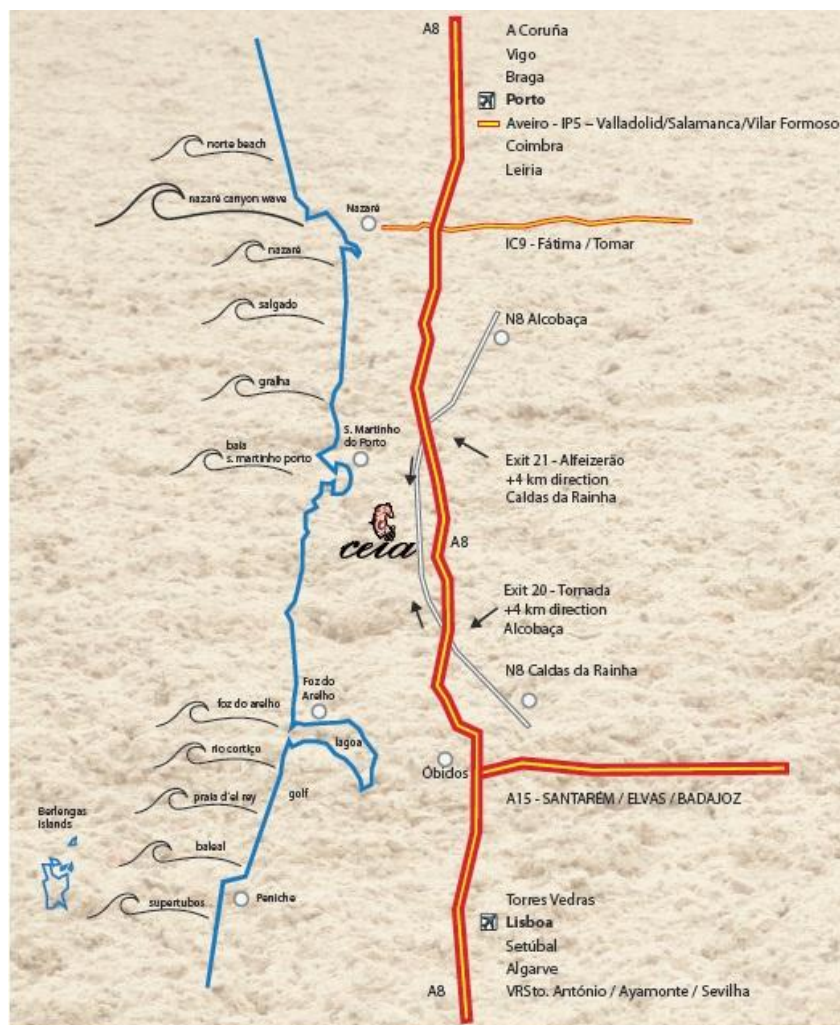 A8
A Coruña
Vigo
Braga
Porto
Aveiro - IP5 – Valladolid/Salamanca/Vilar Formoso
Coimbra
Leiria
norte beach
nazaré canyon wave
Nazaré
IC9 - Fátima / Tomar
nazaré
salgado
N8 Alcobaça
gralha
S. Martinho
do Porto
baía
s. martinho porto
Exit 21 - Alfeizerão
+4 km direction
Caldas da Rainha
ceia
A8
Exit 20 - Tornada
+4 km direction
Alcobaça
N8 Caldas da Rainha
Foz do
Arelho
foz do arelho
lagoa
rio cortiço
Óbidos
golf
praia d'el rey
A15 - SANTARÉM / ELVAS / BADAJOZ
Berlengas
islands
baleal
Peniche
supertubos
Torres Vedras
Lisboa
Setúbal
Algarve
A8
VRSto. António / Ayamonte / Sevilha